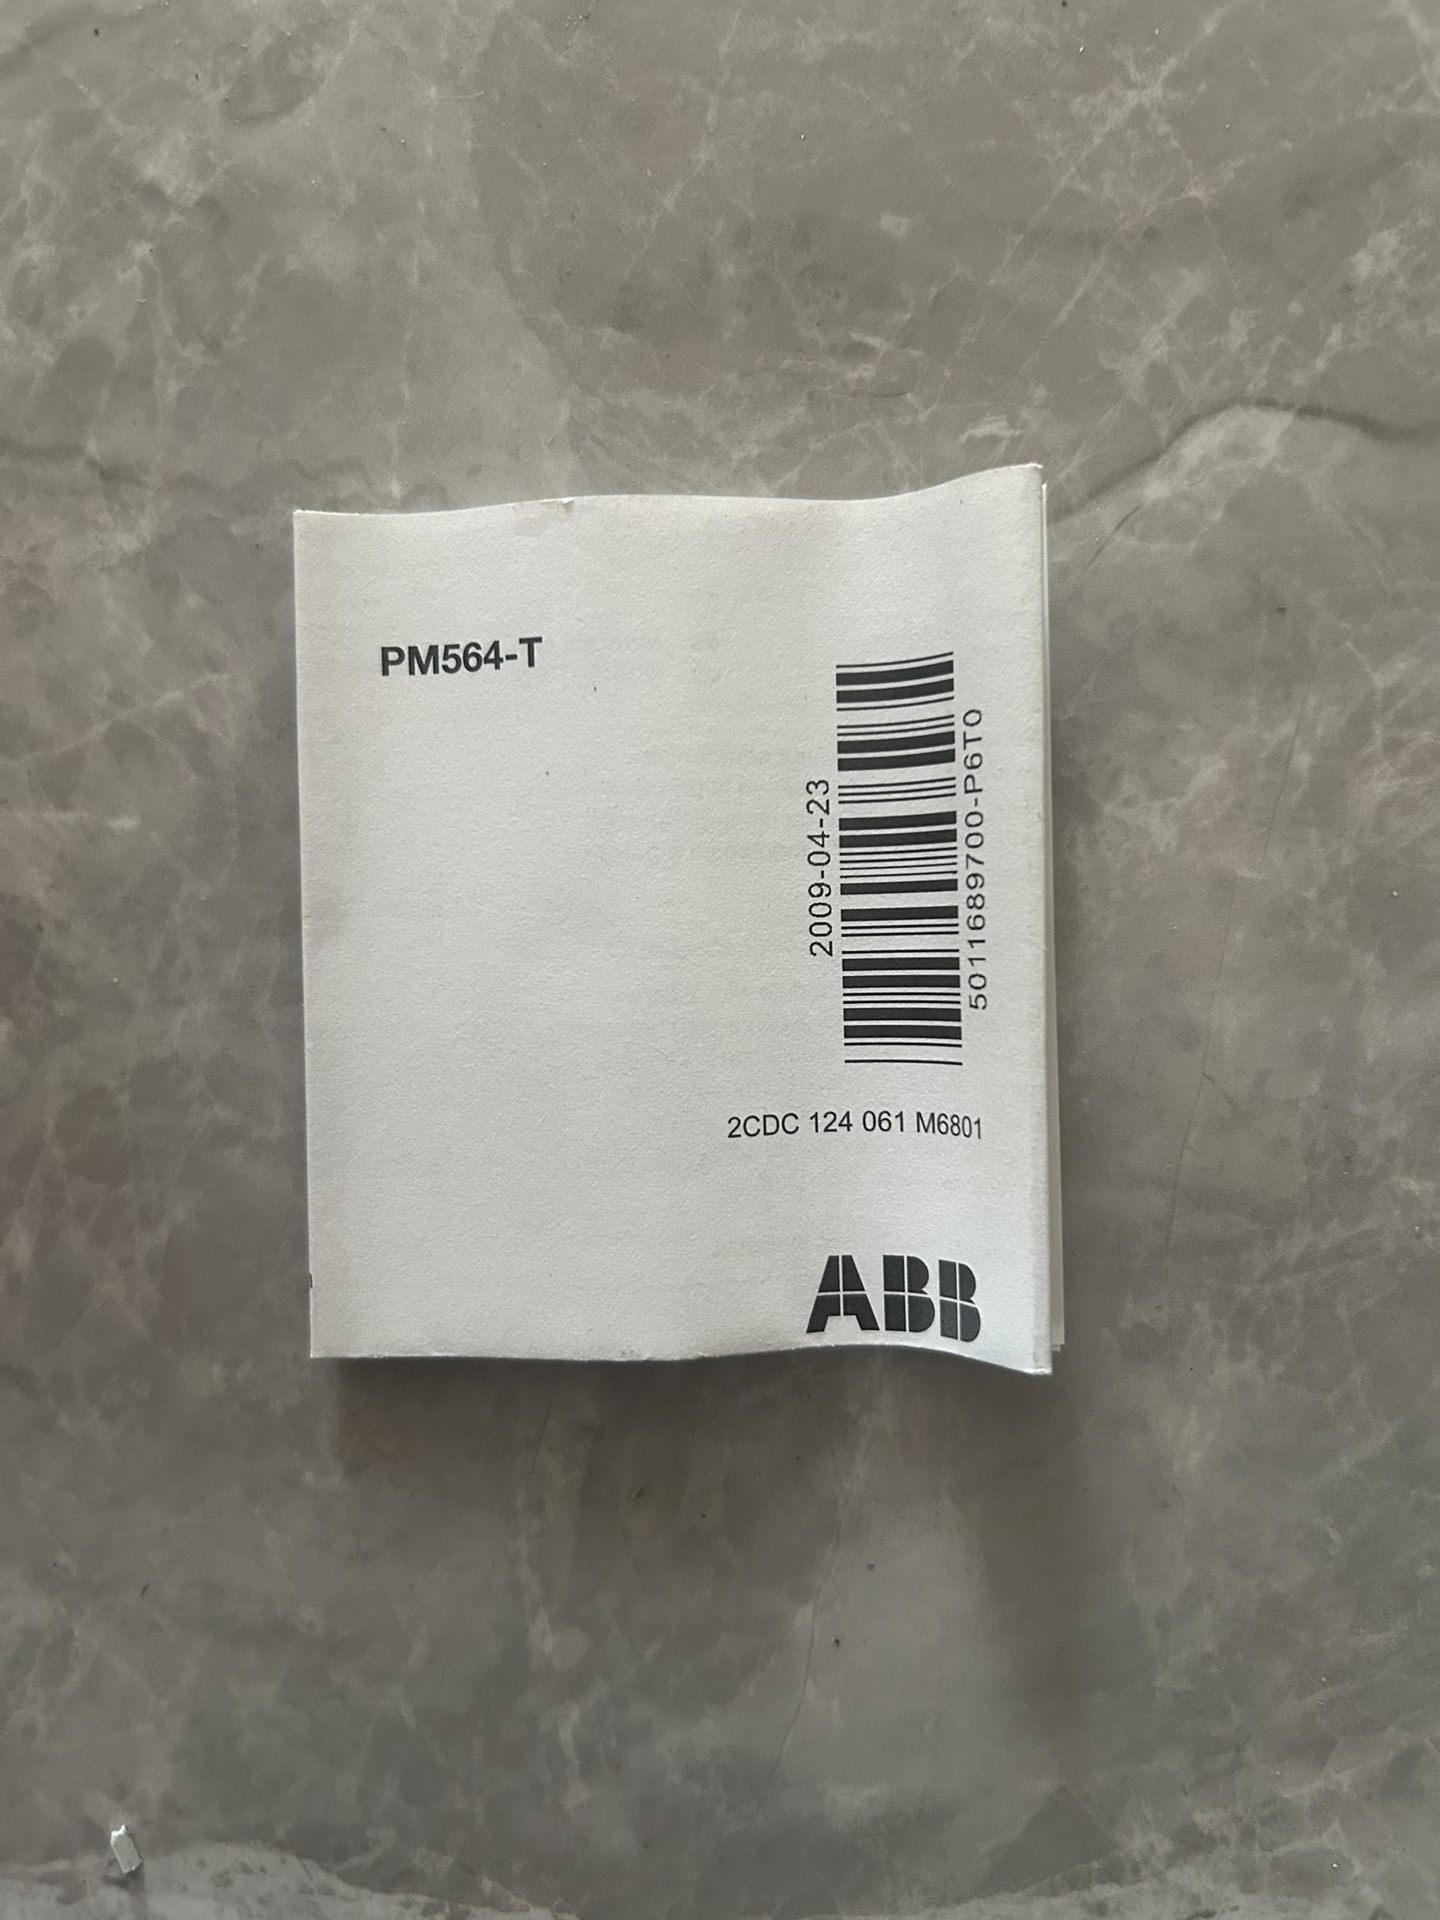 PM564-T
2009-04-23
5011689700-P6T0
2CDC 124 061 M6801
ABB